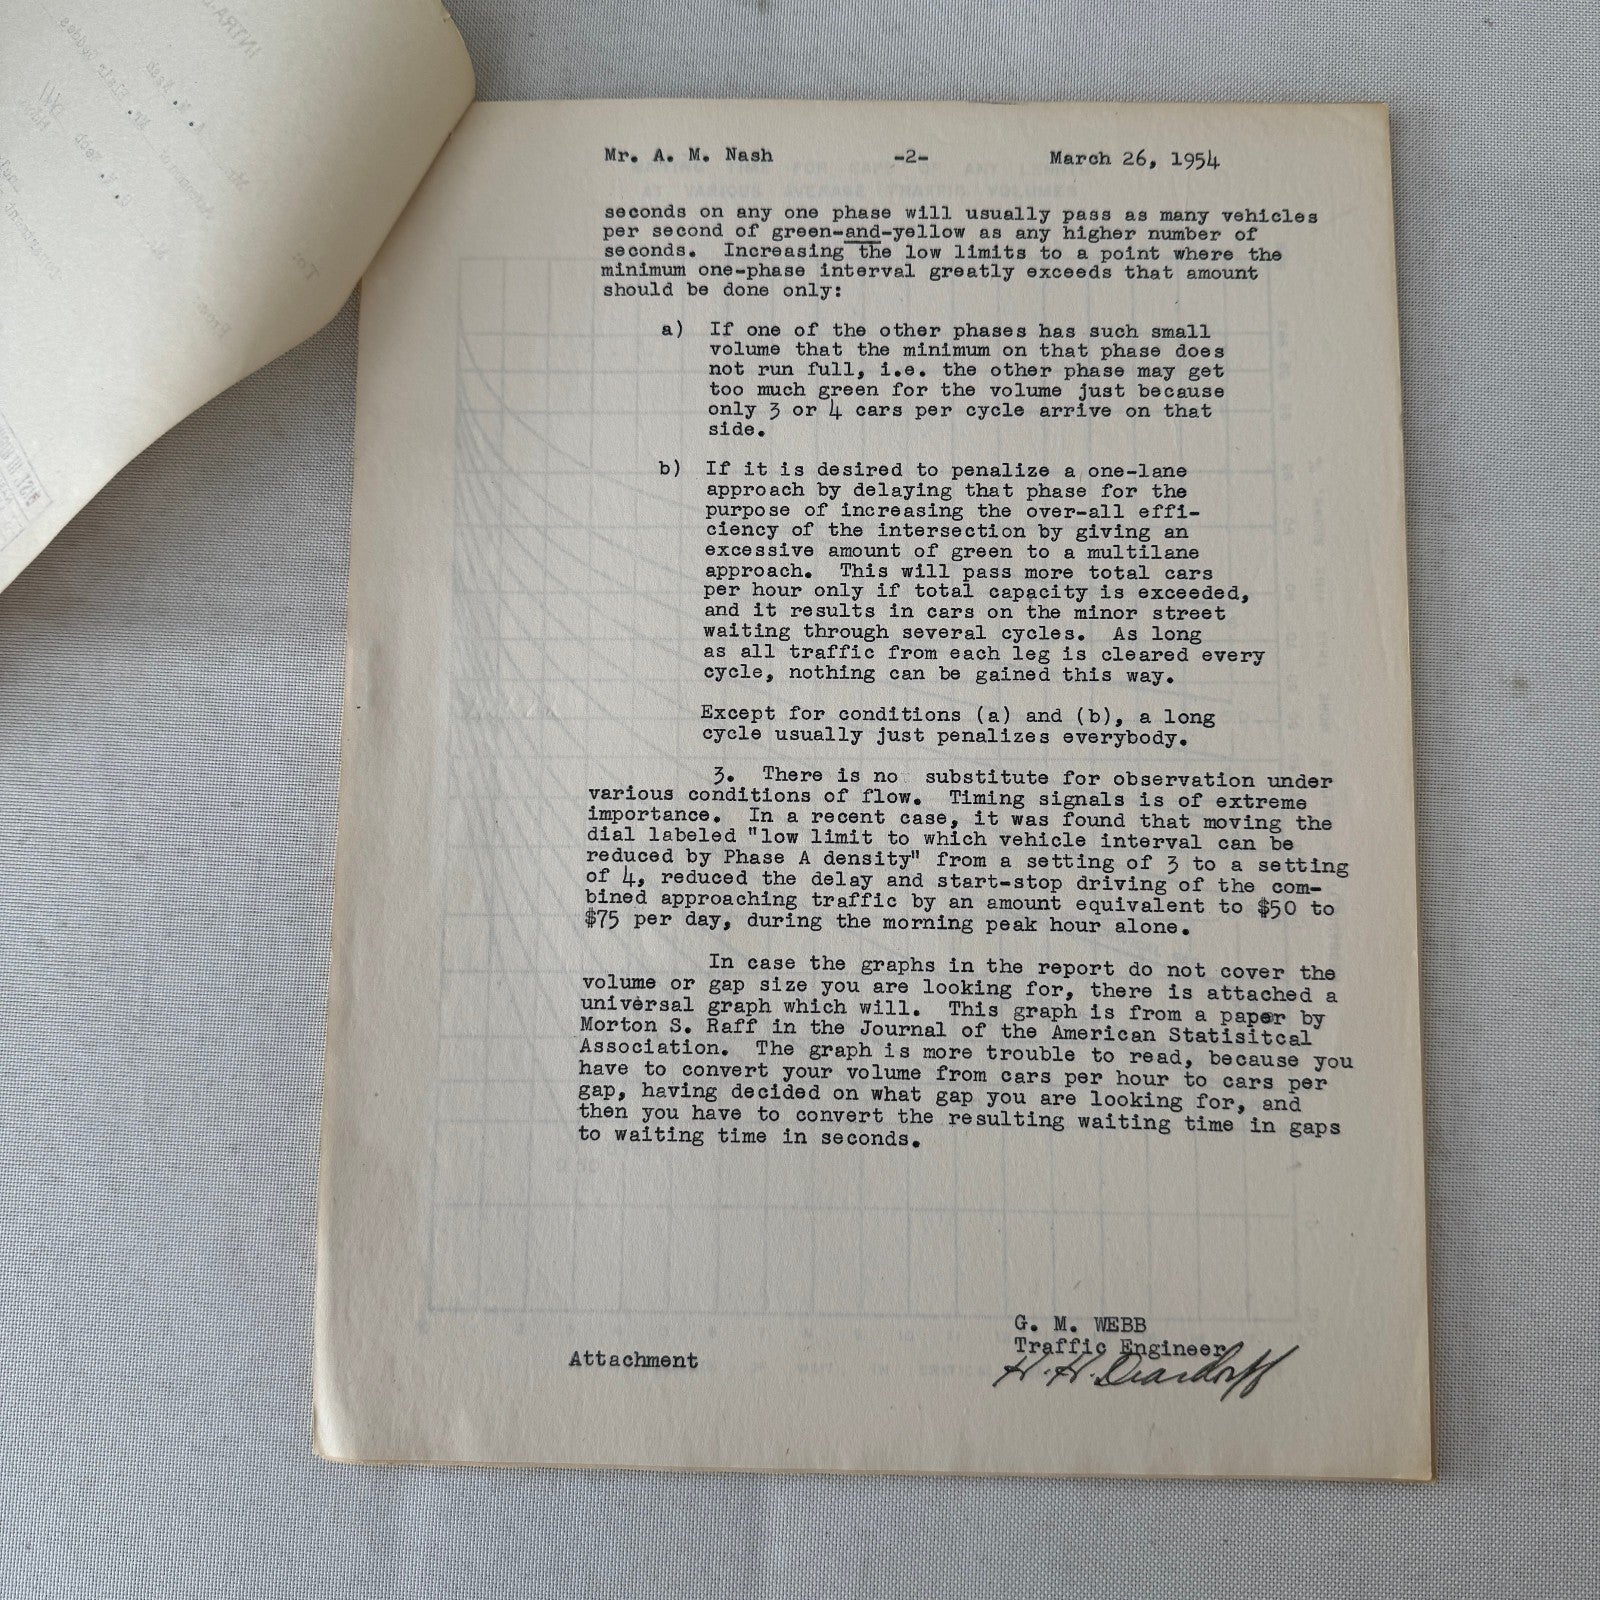 Mr. A. M. Nash -2- March 26, 1954
seconds on any one phase will usually pass as many vehicles
per second of green-and-yellow as any higher number of
seconds. Increasing the low limits to a point where the
minimum one-phase interval greatly exceeds that amount
should be done only:
a) If one of the other phases has such small
volume that the minimum on that phase does
not run full, i.e. the other phase may get
too much green for the volume just because
only 3 or 4 cars per cycle arrive on that
side.
b) If it is desired to penalize a one-lane
approach by delaying that phase for the
purpose of increasing the over-all effi-
ciency of the intersection by giving an
excessive amount of green to a multilane
approach. This will pass more total cars
per hour only if total capacity is exceeded,
and it results in cars on the minor street
waiting through several cycles. As long
as all traffic from each leg is cleared every
cycle, nothing can be gained this way.
Except for conditions (a) and (b), a long
cycle usually just penalizes everybody.
3. There is no substitute for observation under
various conditions of flow. Timing signals is of extreme
importance. In a recent case, it was found that moving the
dial labeled "low limit to which vehicle interval can be
reduced by Phase A density" from a setting of 3 to a setting
of 4, reduced the delay and start-stop driving of the com-
bined approaching traffic by an amount equivalent to $50 to
$75 per day, during the morning peak hour alone.
In case the graphs in the report do not cover the
volume or gap size you are looking for, there is attached a
universal graph which will. This graph is from a paper by
Morton S. Raff in the Journal of the American Statisitcal
Association. The graph is more trouble to read, because you
have to convert your volume from cars per hour to cars per
gap, having decided on what gap you are looking for, and
then you have to convert the resulting waiting time in gaps
to waiting time in seconds.
G. M. WEBB
Traffic Engineer
H. H. Deardorff
Attachment